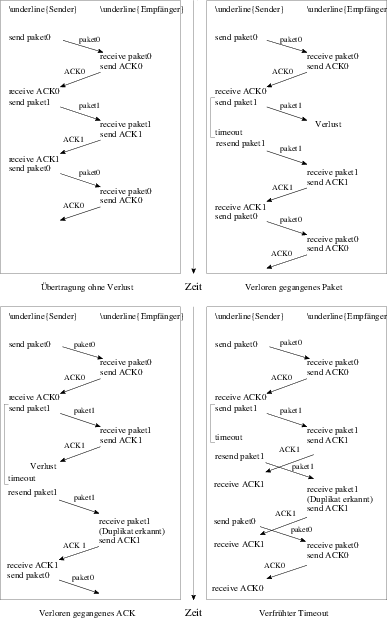 \underline{Sender} \underline{Empfänger}
send paket0
paket0
receive paket0
send ACK0
ACK0
receive ACK0
send paket1
paket1
receive paket1
send ACK1
ACK1
receive ACK1
send paket0
paket0
receive paket0
send ACK0
ACK0
Übertragung ohne Verlust
\underline{Sender} \underline{Empfänger}
send paket0
paket0
receive paket0
send ACK0
ACK0
receive ACK0
send paket1
paket1
Verlust
timeout
resend paket1
paket1
receive paket1
send ACK1
ACK1
receive ACK1
send paket0
paket0
receive paket0
send ACK0
ACK0
Verloren gegangenes Paket
Zeit
\underline{Sender} \underline{Empfänger}
send paket0
paket0
receive paket0
send ACK0
ACK0
receive ACK0
send paket1
paket1
receive paket1
send ACK1
ACK1
Verlust
timeout
resend paket1
paket1
receive paket1
(Duplikat erkannt)
send ACK1
ACK 1
receive ACK1
send paket0
paket0
Verloren gegangenes ACK
\underline{Sender} \underline{Empfänger}
send paket0
paket0
receive paket0
send ACK0
ACK0
receive ACK0
send paket1
paket1
receive paket1
send ACK1
timeout
ACK1
resend paket1
paket1
receive ACK1
receive paket1
(Duplikat erkannt)
send ACK1
ACK1
send paket0
paket0
receive ACK1
receive paket0
send ACK0
ACK0
receive ACK0
Verfrühter Timeout
Zeit